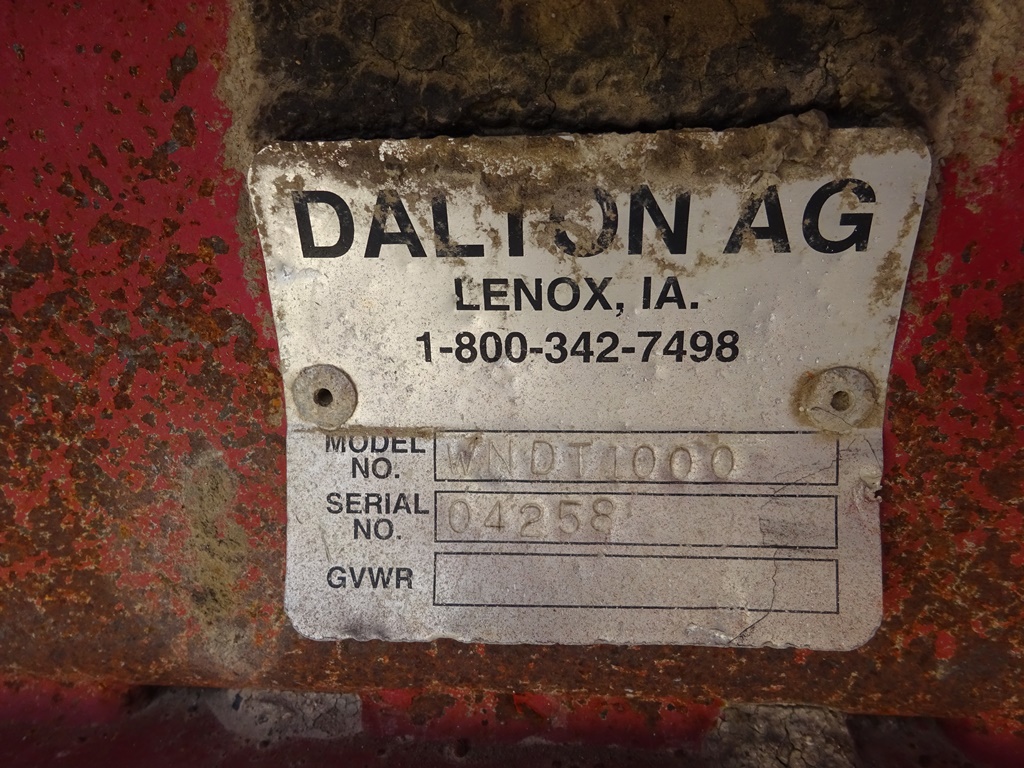 DALTON AG
LENOX, IA.
1-800-342-7498
MODEL NO. WNDT1000
SERIAL NO. 04258
GVWR